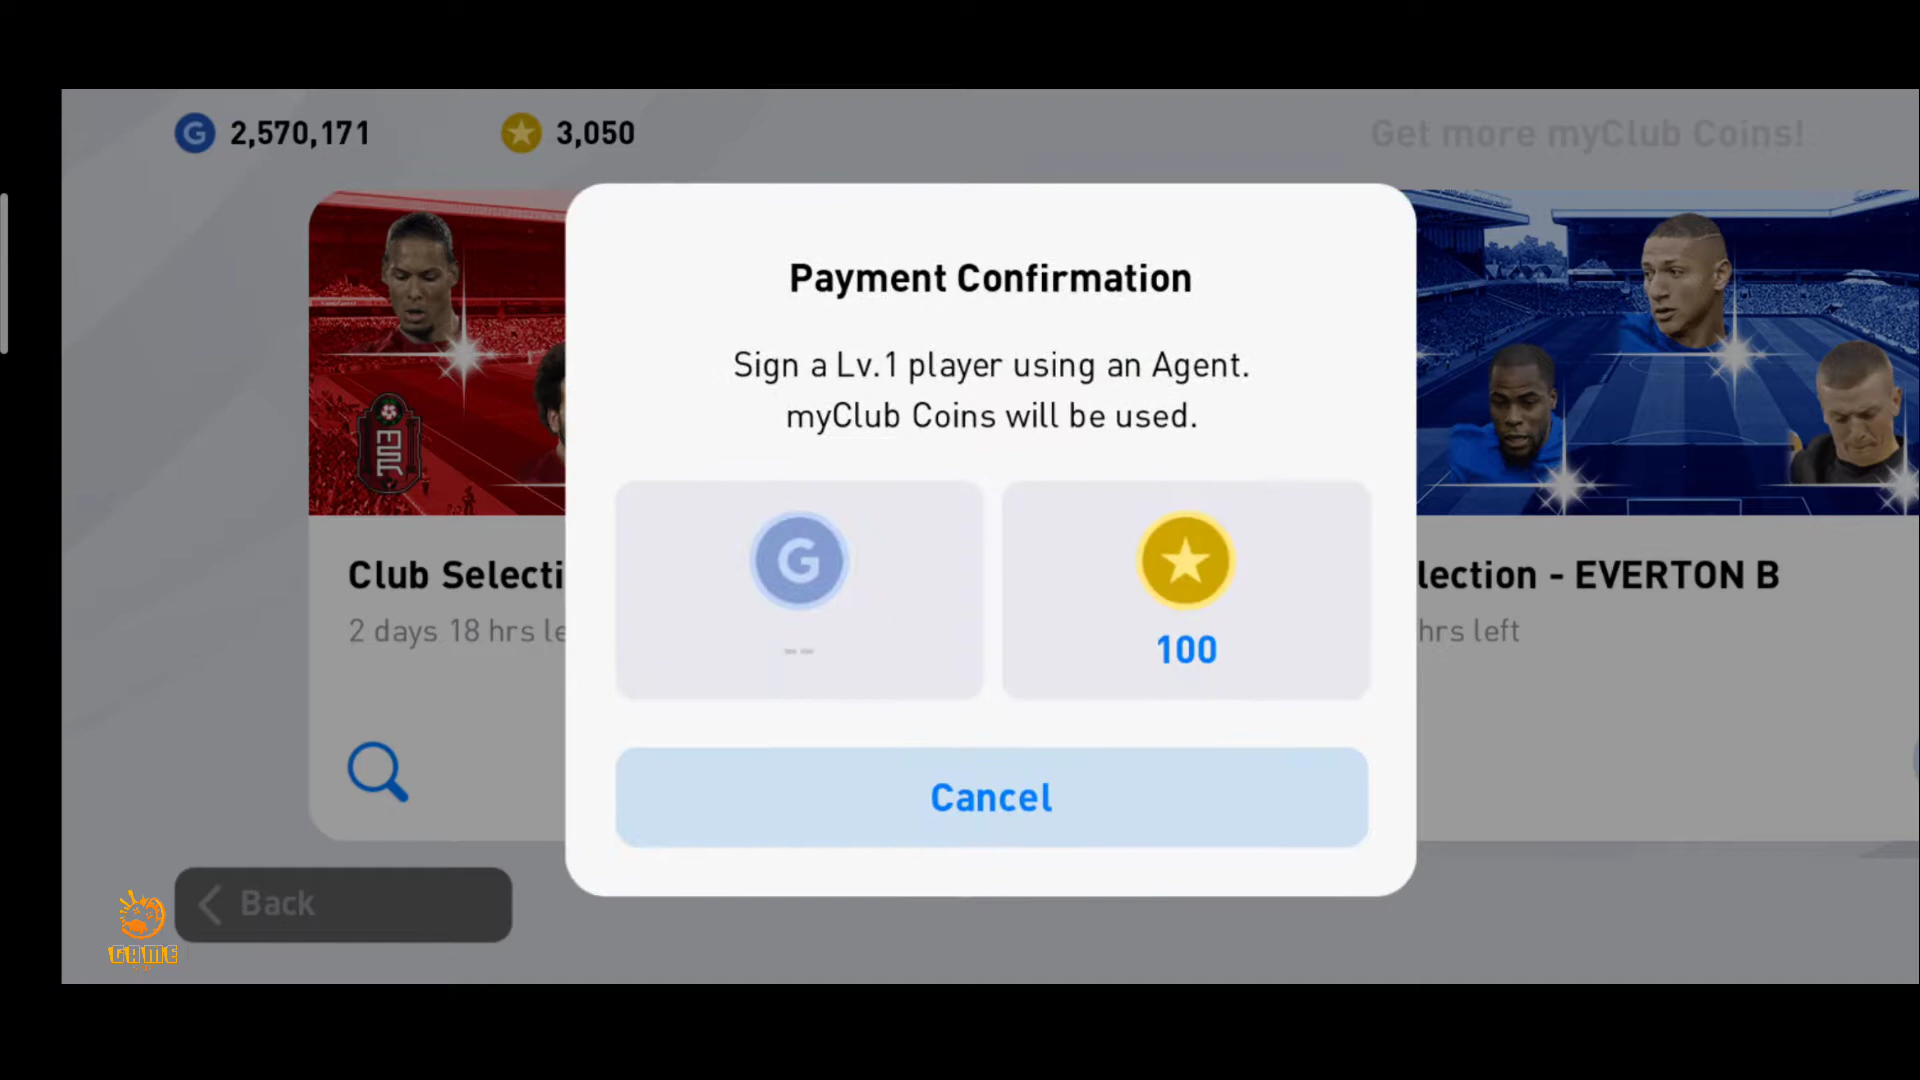 G 2,570,171
3,050
Get more myClub Coins!
Payment Confirmation
Sign a Lv.1 player using an Agent.
myClub Coins will be used.
G
--
100
Cancel
Club Selecti
2 days 18 hrs le
lection - EVERTON B
hrs left
Back
GAME